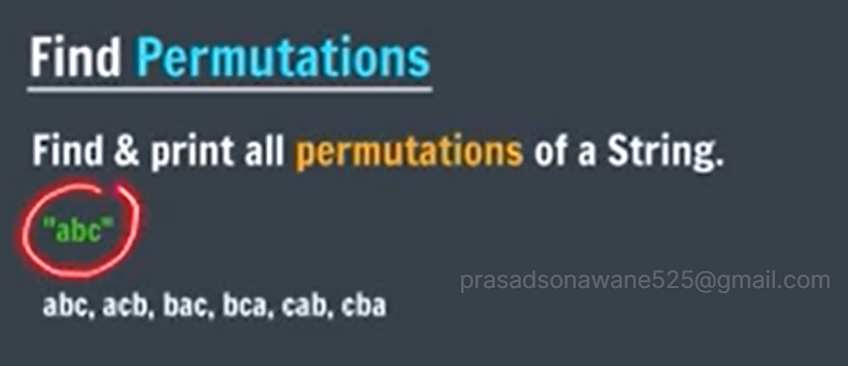 Find Permutations
Find & print all permutations of a String.
"abc"
prasadsonawane525@gmail.com
abc, acb, bac, bca, cab, cba